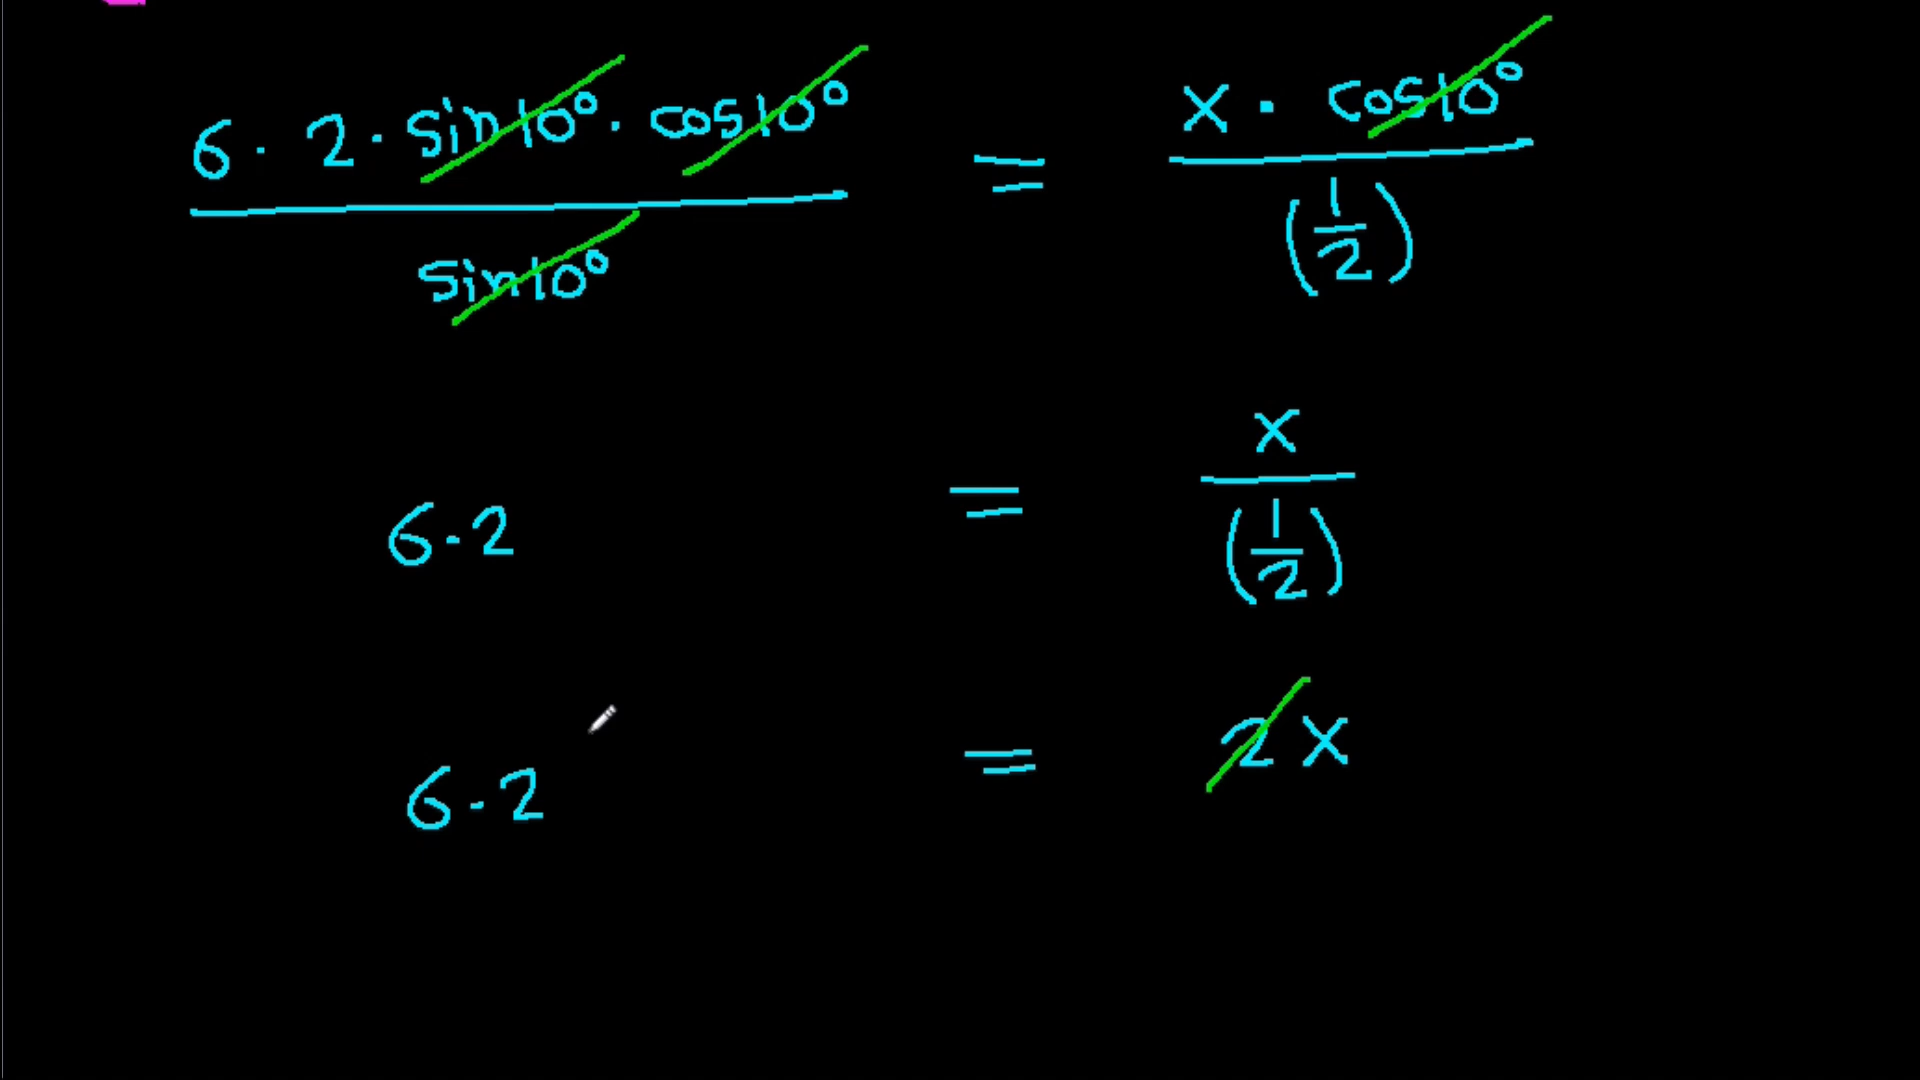 6 · 2 · sin10° · cos10° / sin10° = x · cos10° / (1/2)
6 · 2 = x / (1/2)
6 · 2 = 2x